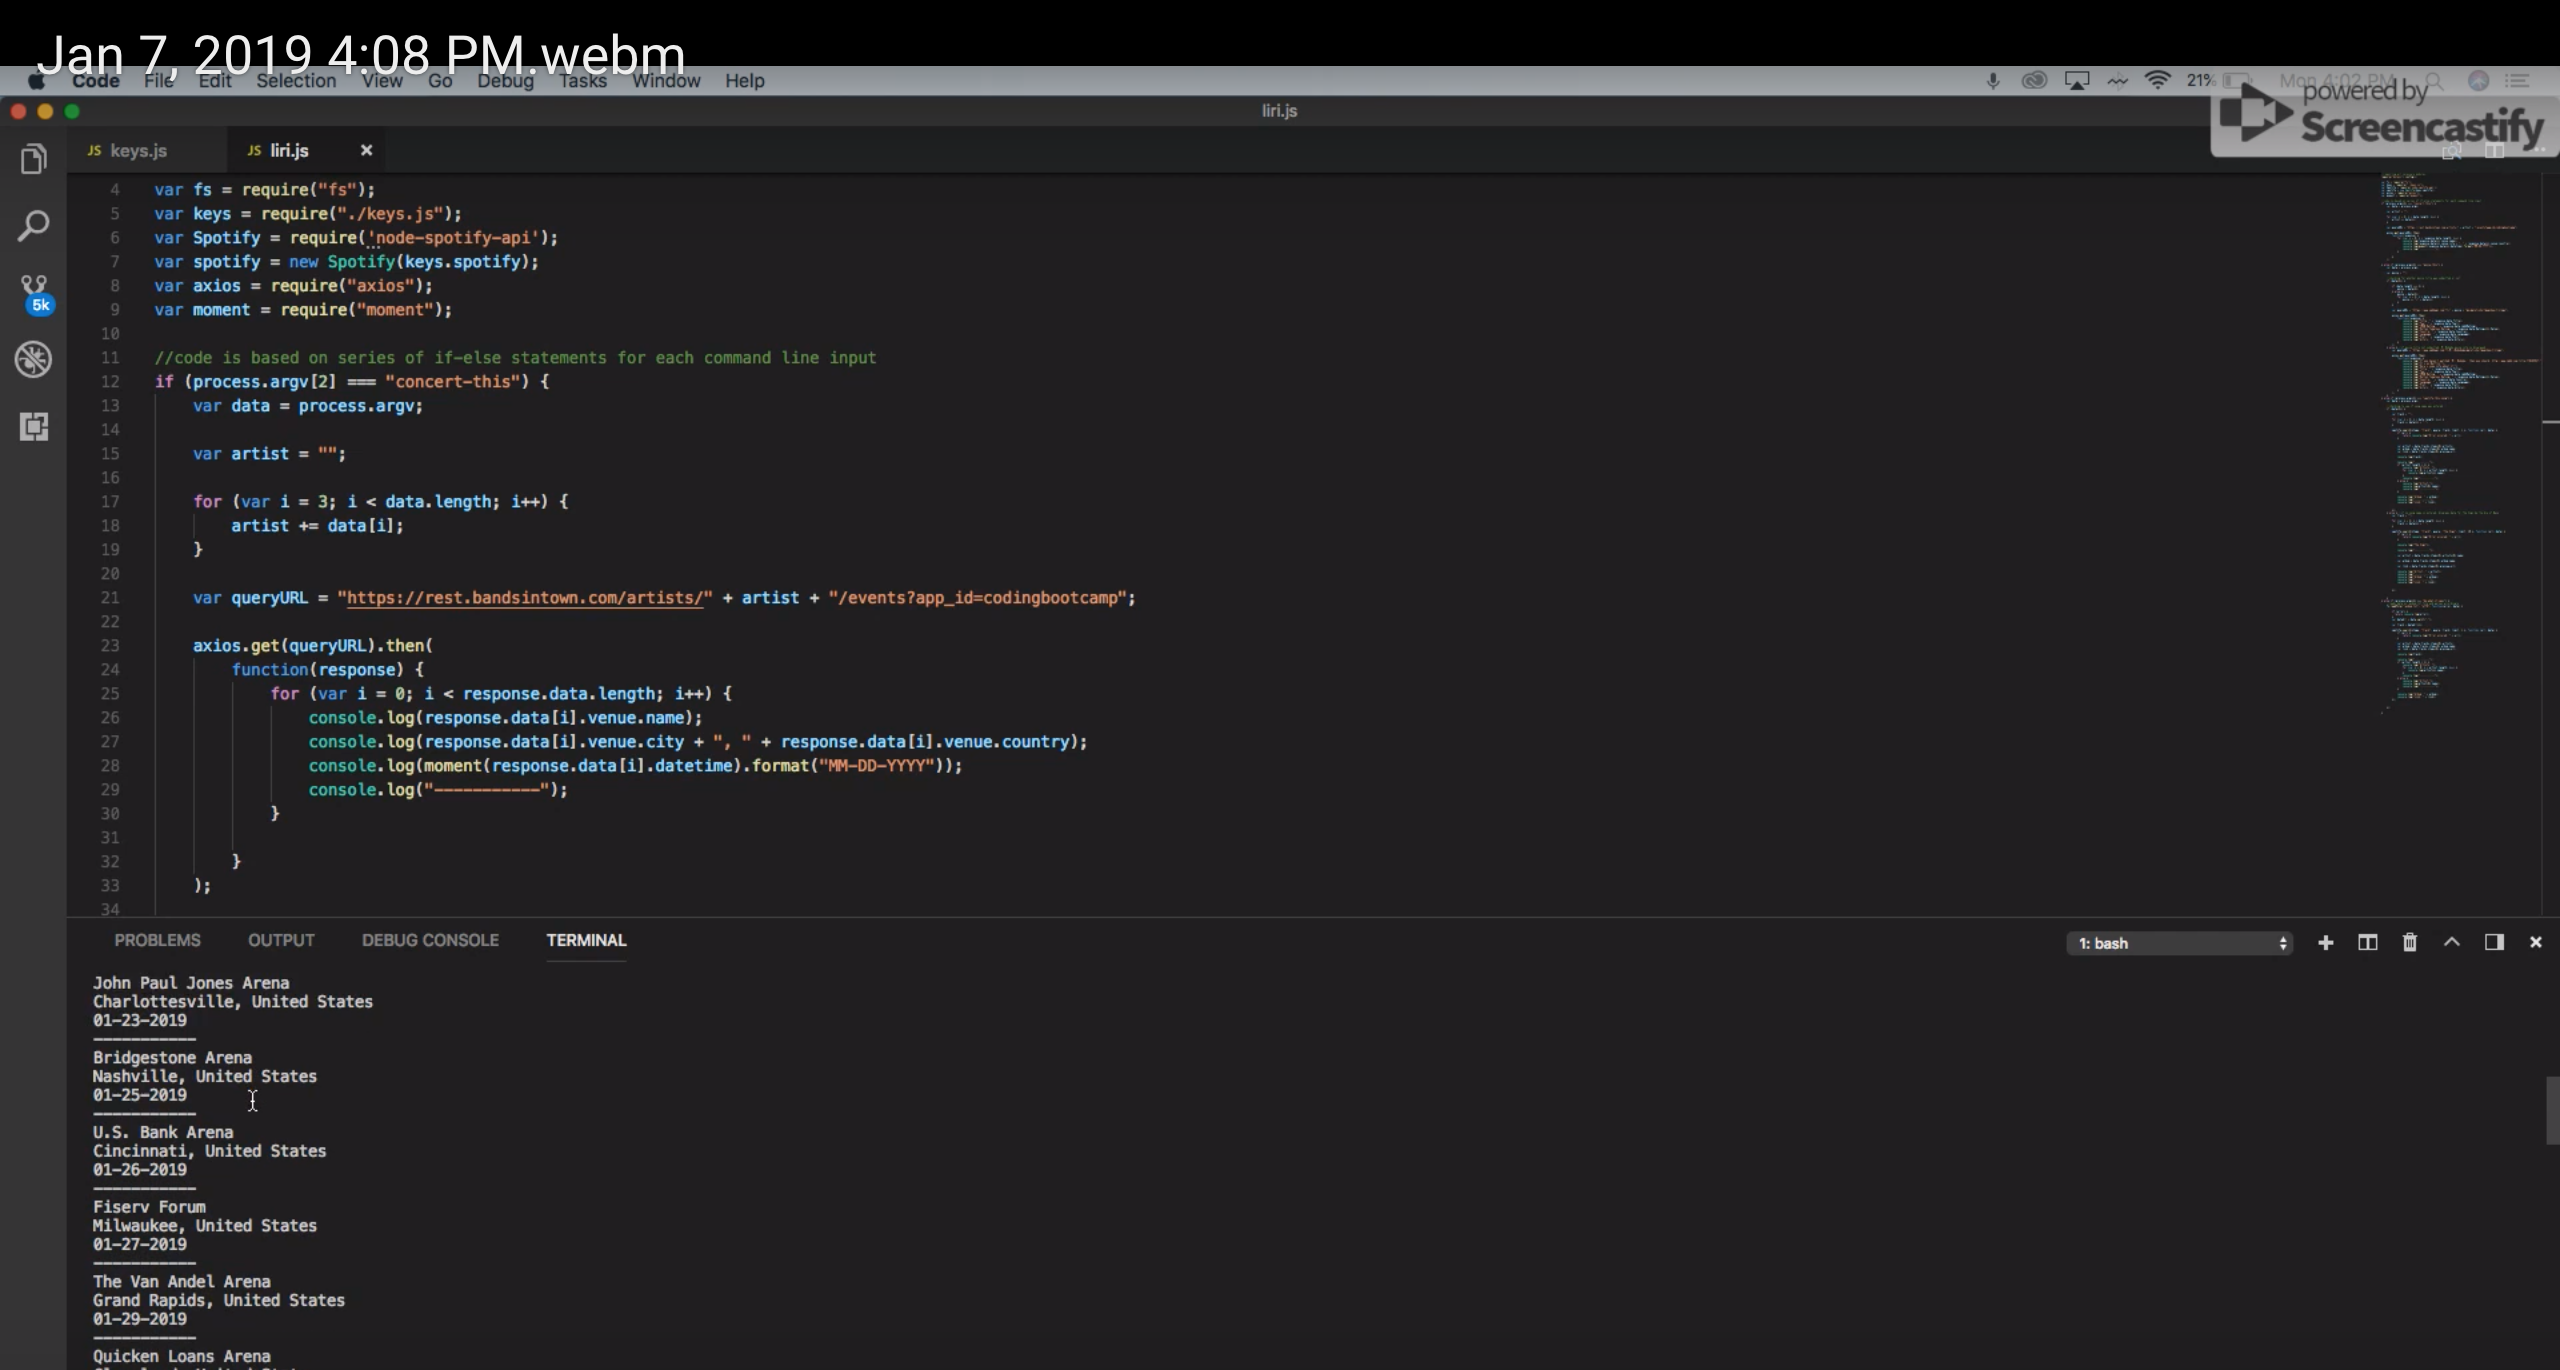 Jan 7, 2019 4:08 PM.webm
Code File Edit Selection View Go Debug Tasks Window Help 21% Mon 4:02 PM
liri.js
powered by
Screencastify
JS keys.js JS liri.js ×
5k
4 var fs = require("fs");
5 var keys = require("./keys.js");
6 var Spotify = require('node-spotify-api');
7 var spotify = new Spotify(keys.spotify);
8 var axios = require("axios");
9 var moment = require("moment");
10
11 //code is based on series of if-else statements for each command line input
12 if (process.argv[2] === "concert-this") {
13 var data = process.argv;
14
15 var artist = "";
16
17 for (var i = 3; i < data.length; i++) {
18 artist += data[i];
19 }
20
21 var queryURL = "https://rest.bandsintown.com/artists/" + artist + "/events?app_id=codingbootcamp";
22
23 axios.get(queryURL).then(
24 function(response) {
25 for (var i = 0; i < response.data.length; i++) {
26 console.log(response.data[i].venue.name);
27 console.log(response.data[i].venue.city + ", " + response.data[i].venue.country);
28 console.log(moment(response.data[i].datetime).format("MM-DD-YYYY"));
29 console.log("-----------");
30 }
31
32 }
33 );
34
PROBLEMS OUTPUT DEBUG CONSOLE TERMINAL 1: bash
John Paul Jones Arena
Charlottesville, United States
01-23-2019
-----------
Bridgestone Arena
Nashville, United States
01-25-2019
-----------
U.S. Bank Arena
Cincinnati, United States
01-26-2019
-----------
Fiserv Forum
Milwaukee, United States
01-27-2019
-----------
The Van Andel Arena
Grand Rapids, United States
01-29-2019
-----------
Quicken Loans Arena